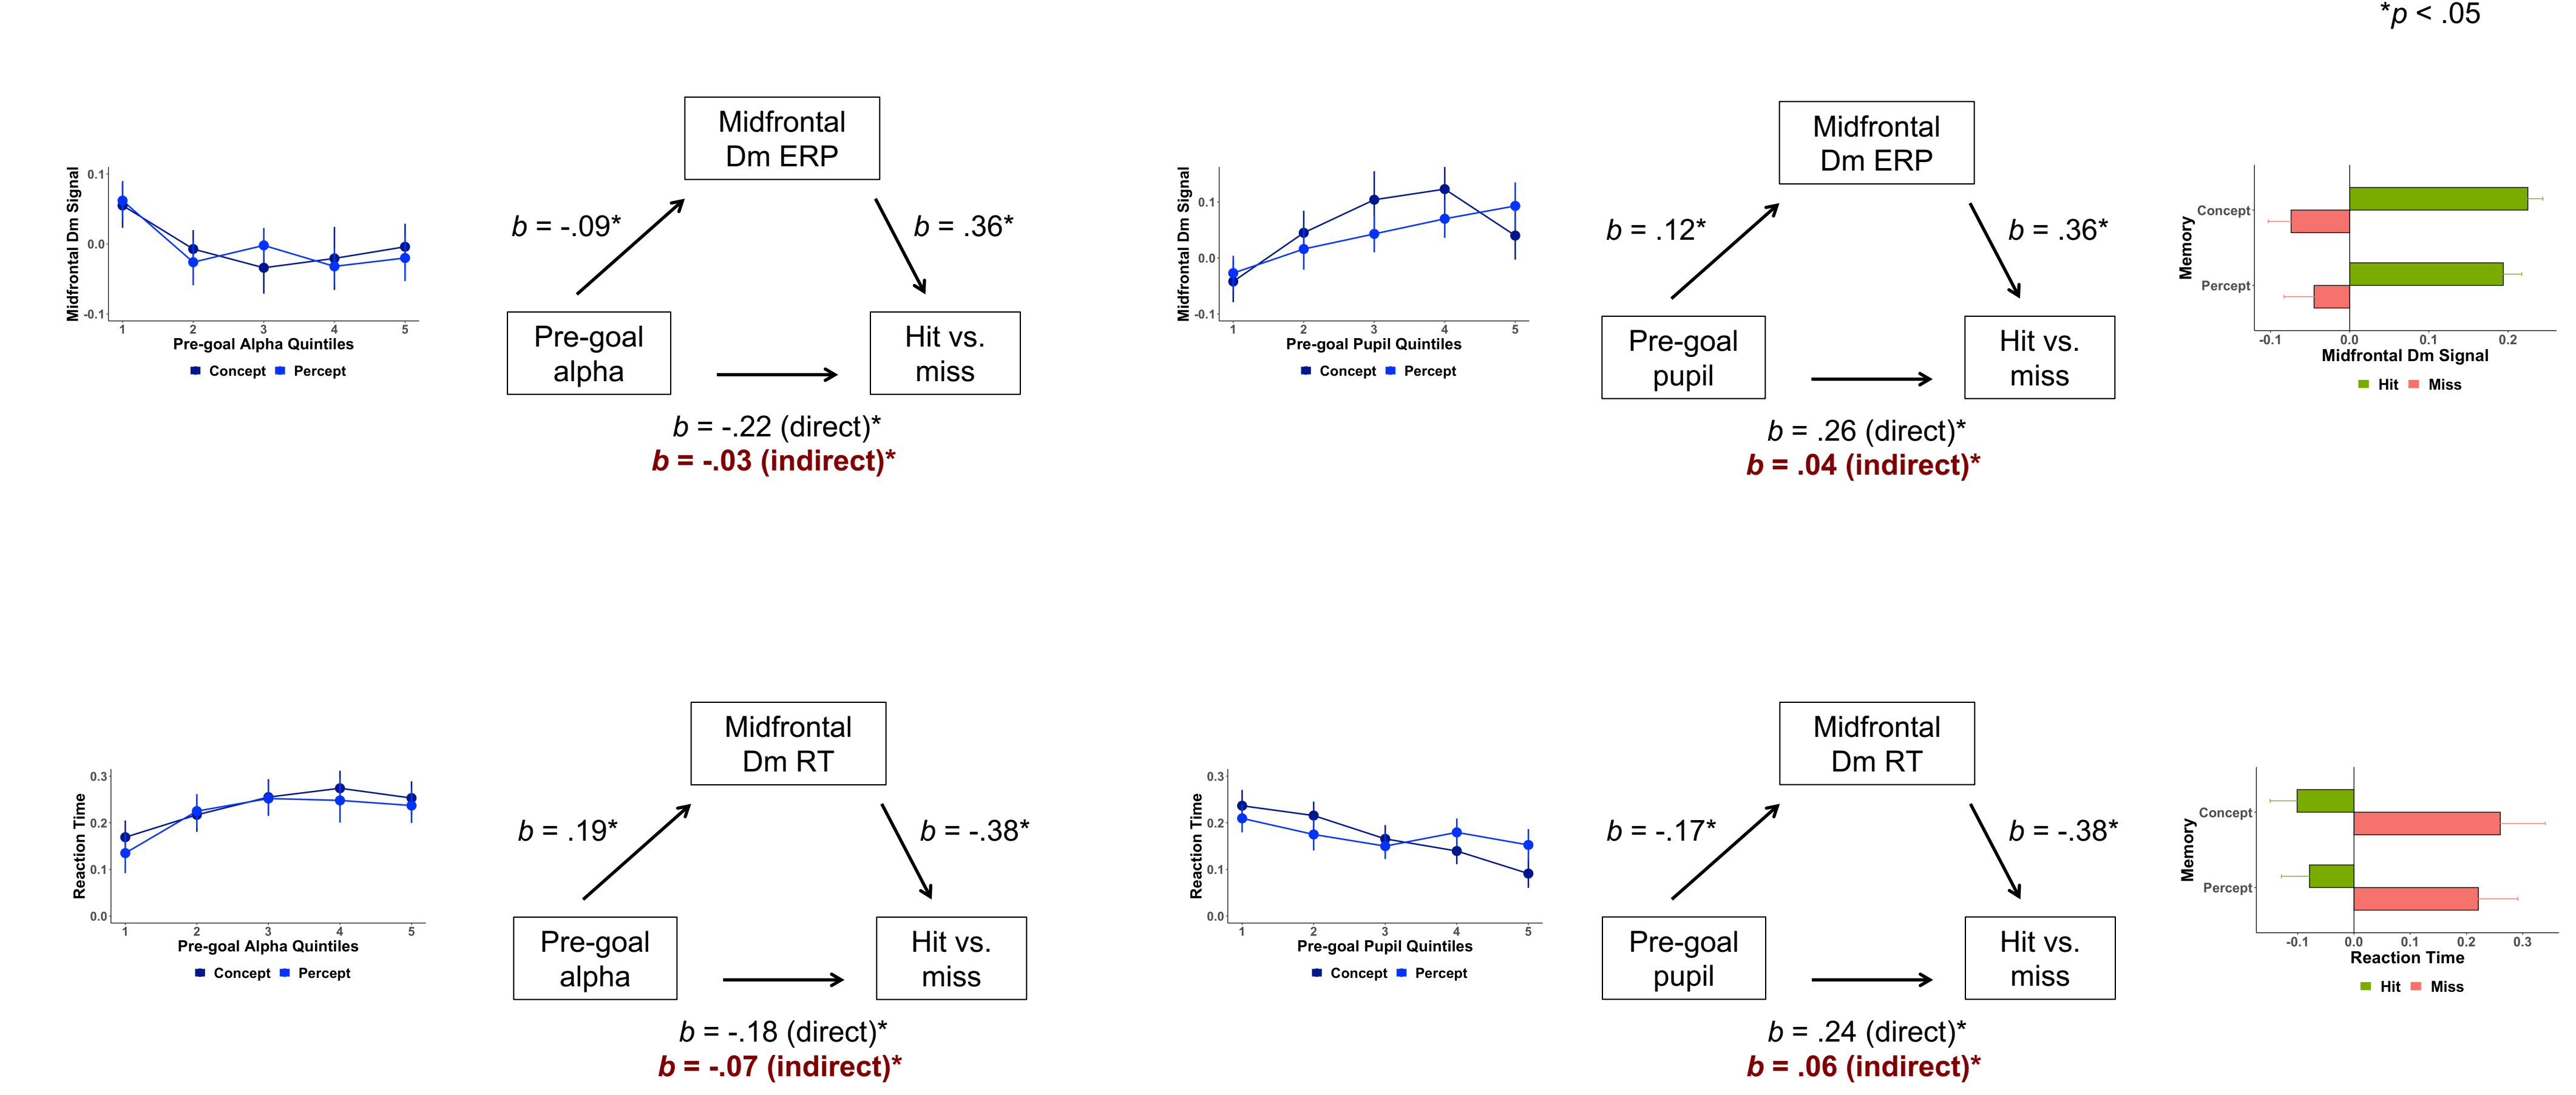 *p < .05
0.1
0.0
-0.1
Midfrontal Dm Signal
1 2 3 4 5
Pre-goal Alpha Quintiles
Concept Percept
Midfrontal
Dm ERP
b = -.09*
b = .36*
Pre-goal
alpha
Hit vs.
miss
b = -.22 (direct)*
b = -.03 (indirect)*
0.1
0.0
-0.1
Midfrontal Dm Signal
1 2 3 4 5
Pre-goal Pupil Quintiles
Concept Percept
Midfrontal
Dm ERP
b = .12*
b = .36*
Pre-goal
pupil
Hit vs.
miss
b = .26 (direct)*
b = .04 (indirect)*
Memory
Concept
Percept
-0.1 0.0 0.1 0.2
Midfrontal Dm Signal
Hit Miss
0.3
0.2
0.1
0.0
Reaction Time
1 2 3 4 5
Pre-goal Alpha Quintiles
Concept Percept
Midfrontal
Dm RT
b = .19*
b = -.38*
Pre-goal
alpha
Hit vs.
miss
b = -.18 (direct)*
b = -.07 (indirect)*
0.3
0.2
0.1
0.0
Reaction Time
1 2 3 4 5
Pre-goal Pupil Quintiles
Concept Percept
Midfrontal
Dm RT
b = -.17*
b = -.38*
Pre-goal
pupil
Hit vs.
miss
b = .24 (direct)*
b = .06 (indirect)*
Memory
Concept
Percept
-0.1 0.0 0.1 0.2 0.3
Reaction Time
Hit Miss